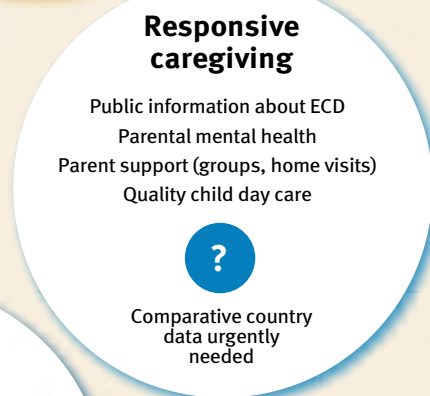 Responsive
caregiving
Public information about ECD
Parental mental health
Parent support (groups, home visits)
Quality child day care
?
Comparative country
data urgently
needed